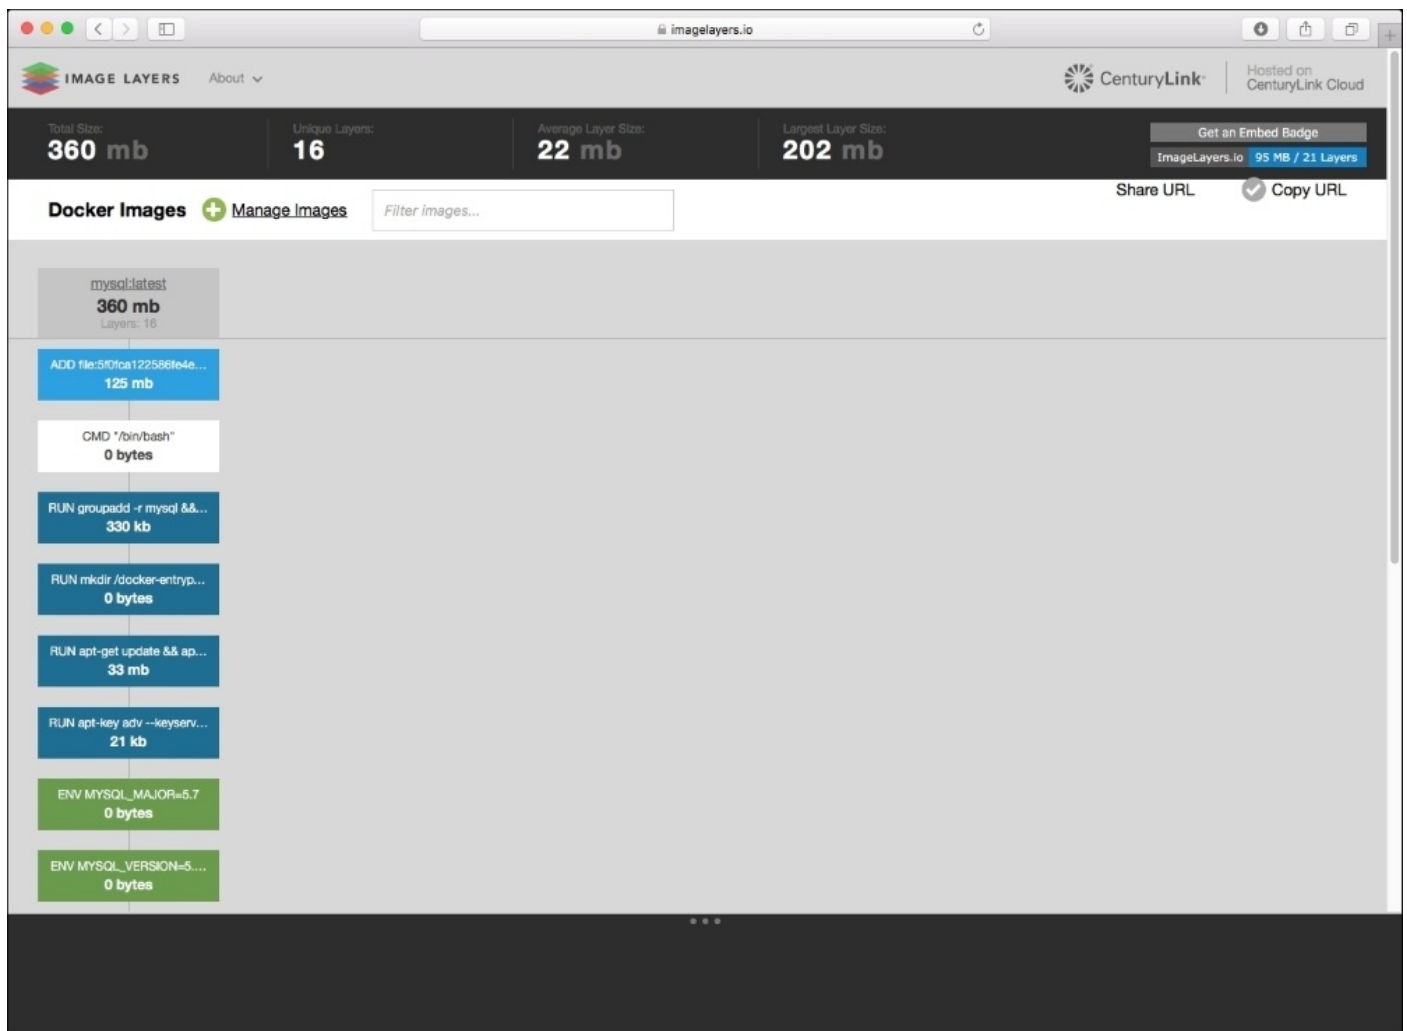 imagelayers.io
IMAGE LAYERS
About
CenturyLink
Hosted on
CenturyLink Cloud
Total Size:
360 mb
Unique Layers:
16
Average Layer Size:
22 mb
Largest Layer Size:
202 mb
Get an Embed Badge
ImageLayers.io 95 MB / 21 Layers
Docker Images
Manage Images
Filter images...
Share URL
Copy URL
mysql:latest
360 mb
Layers: 16
ADD file:5f0fca122586fe4e...
125 mb
CMD "/bin/bash"
0 bytes
RUN groupadd -r mysql &&...
330 kb
RUN mkdir /docker-entryp...
0 bytes
RUN apt-get update && ap...
33 mb
RUN apt-key adv --keyserv...
21 kb
ENV MYSQL_MAJOR=5.7
0 bytes
ENV MYSQL_VERSION=5....
0 bytes